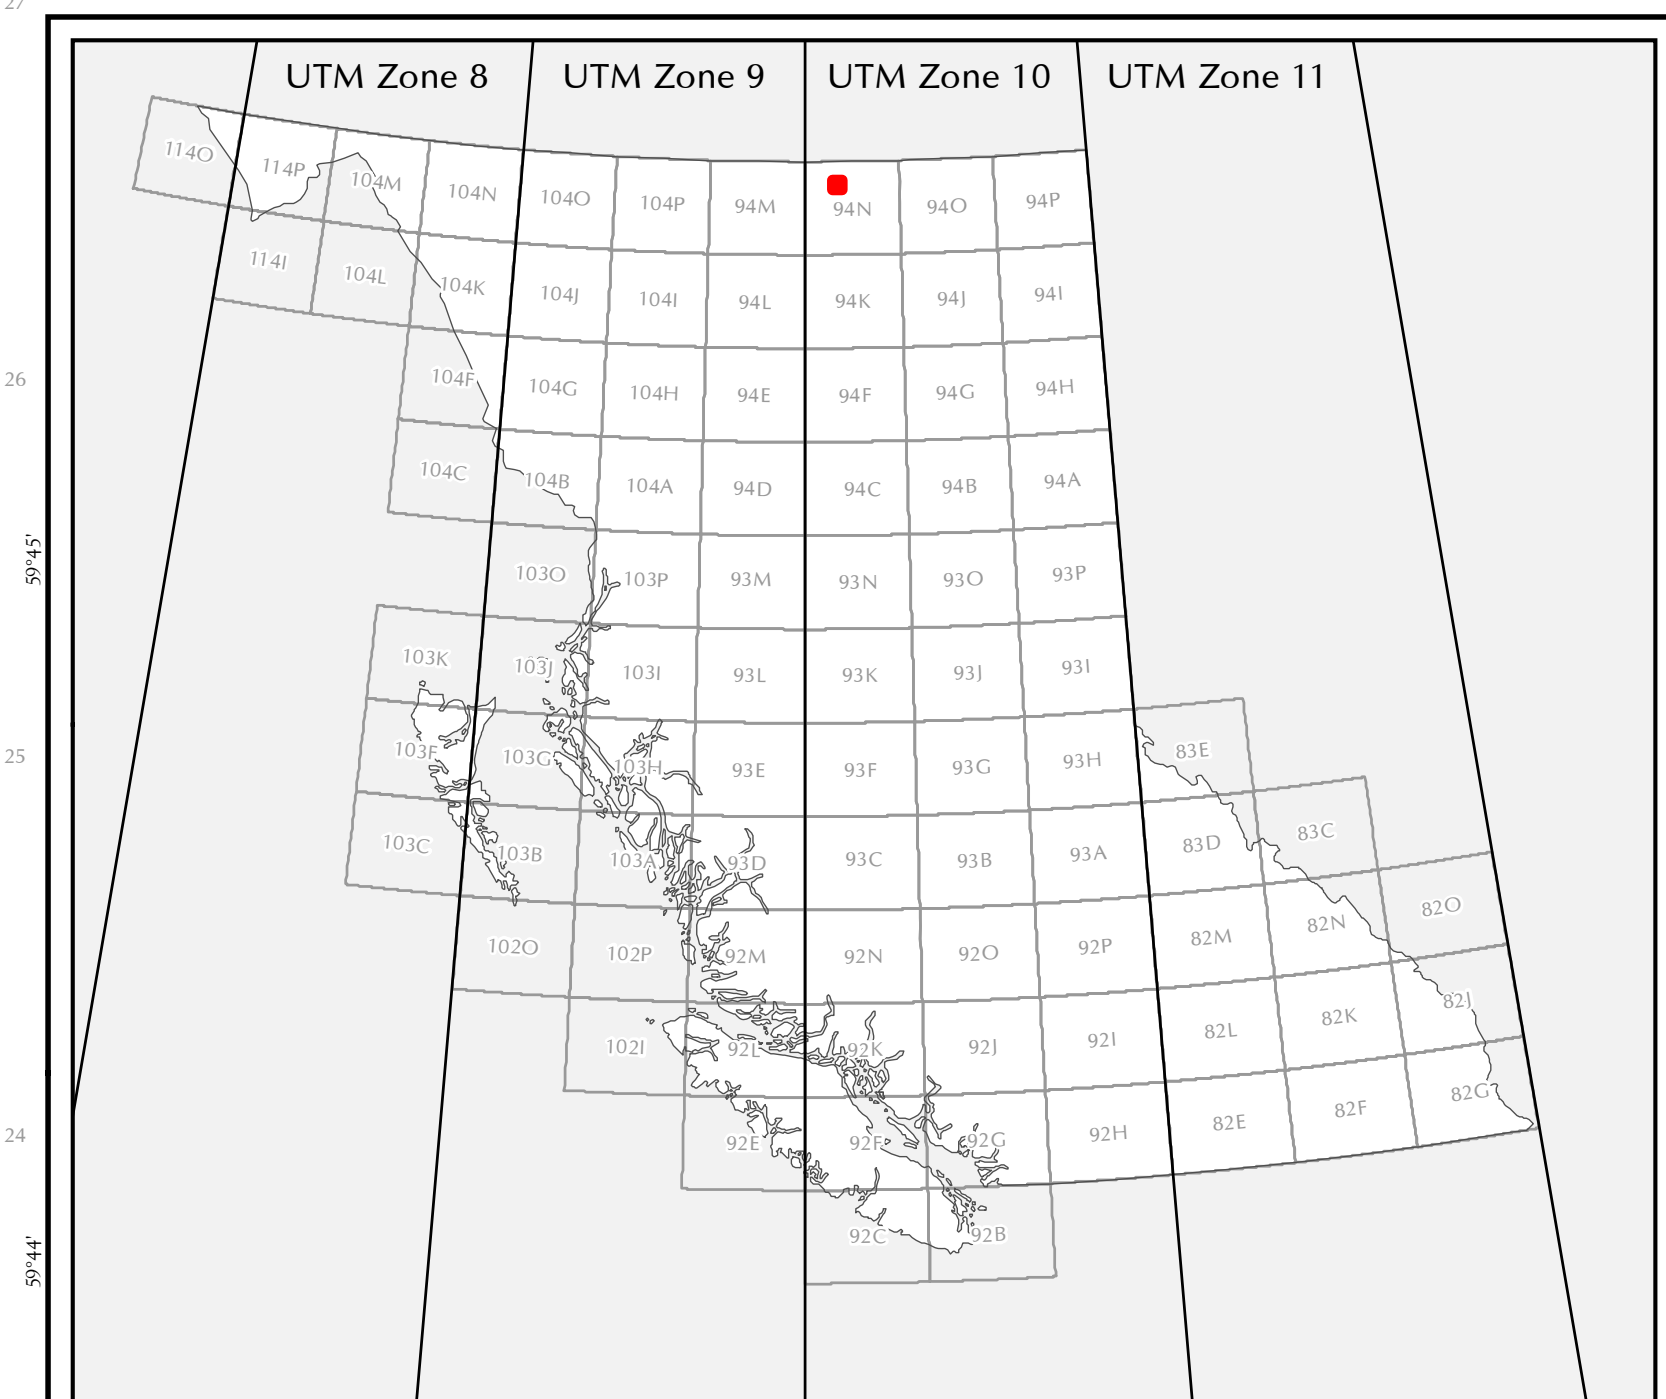 27
UTM Zone 8 UTM Zone 9 UTM Zone 10 UTM Zone 11
114O 114P 104M 104N 104O 104P 94M 94N 94O 94P
114I 104L 104K 104J 104I 94L 94K 94J 94I
26
104F 104G 104H 94E 94F 94G 94H
104C 104B 104A 94D 94C 94B 94A
59°45'
103O 103P 93M 93N 93O 93P
103K 103J 103I 93L 93K 93J 93I
25
103F 103G 103H 93E 93F 93G 93H 83E
103C 103B 103A 93D 93C 93B 93A 83D 83C
102O 102P 92M 92N 92O 92P 82M 82N 82O
102I 92L 92K 92J 92I 82L 82K 82J
24
92E 92F 92G 92H 82E 82F 82G
59°44'
92C 92B